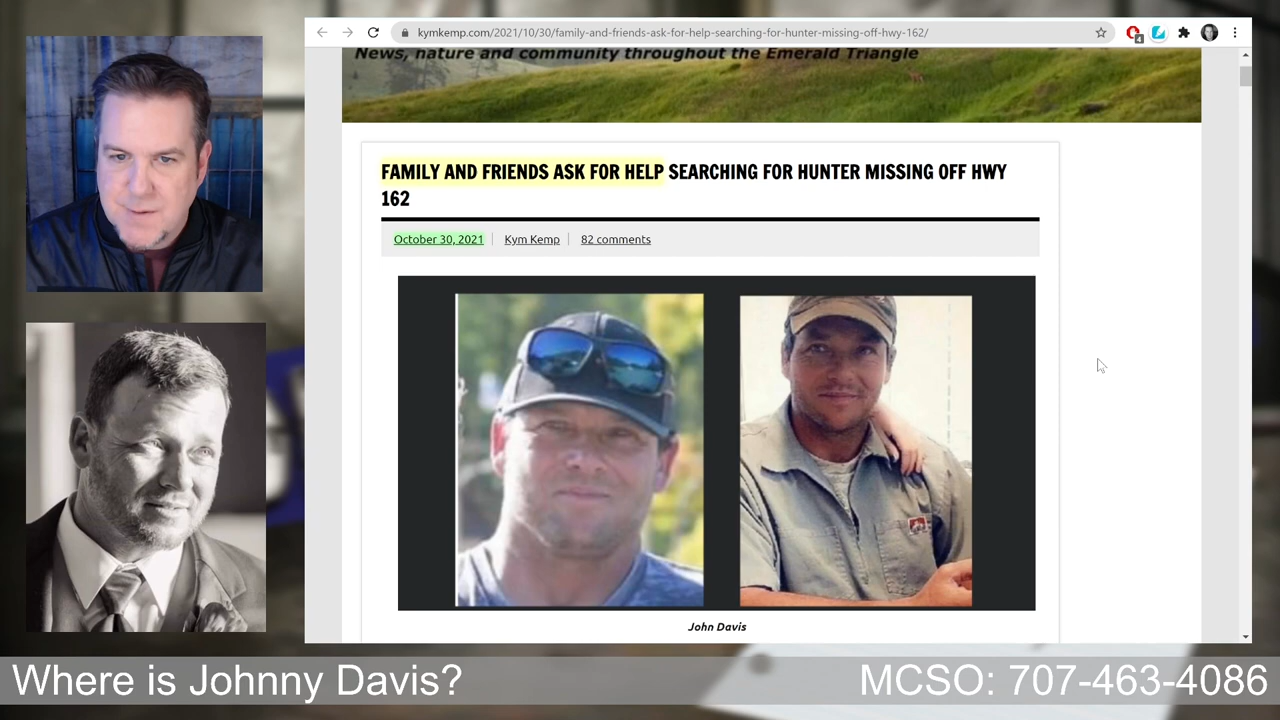 kymkemp.com/2021/10/30/family-and-friends-ask-for-help-searching-for-hunter-missing-off-hwy-162/
4
News, nature and community throughout the Emerald Triangle
FAMILY AND FRIENDS ASK FOR HELP SEARCHING FOR HUNTER MISSING OFF HWY
162
October 30, 2021 Kym Kemp 82 comments
John Davis
Where is Johnny Davis? MCSO: 707-463-4086